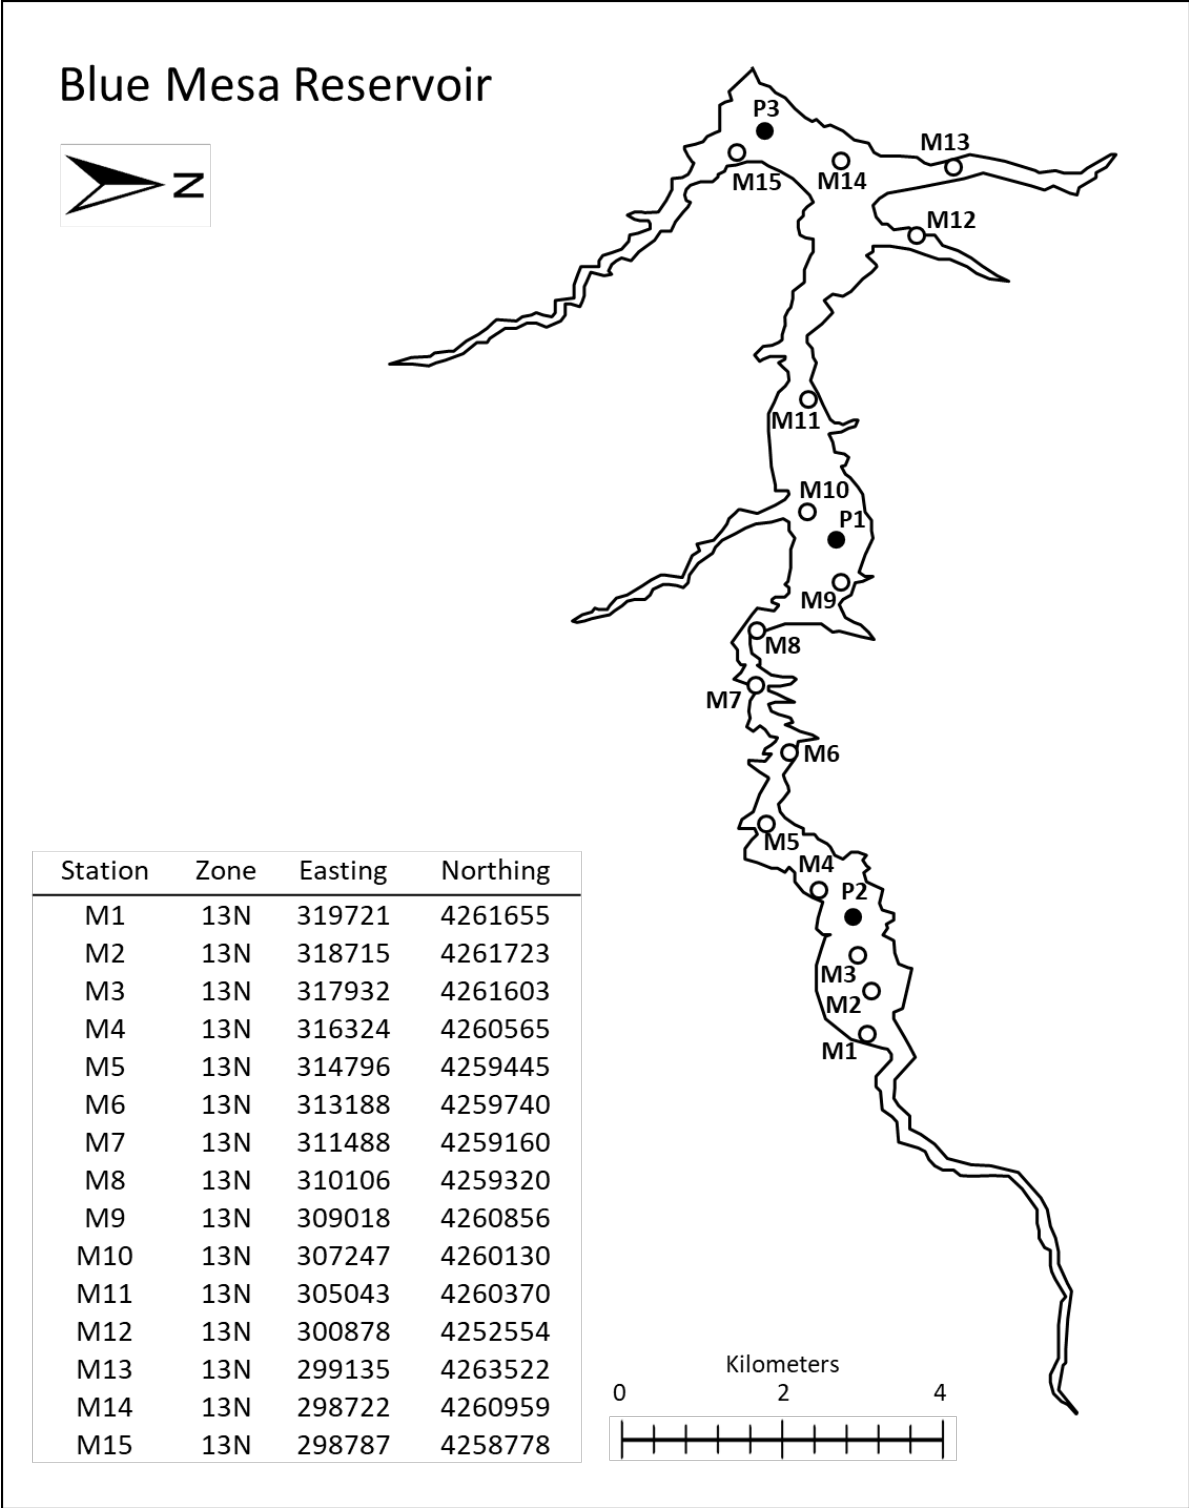 Blue Mesa Reservoir
N
P3
M13
M15
M14
M12
M11
M10
P1
M9
M8
M7
M6
M5
M4
P2
M3
M2
M1
Station Zone Easting Northing
M1 13N 319721 4261655
M2 13N 318715 4261723
M3 13N 317932 4261603
M4 13N 316324 4260565
M5 13N 314796 4259445
M6 13N 313188 4259740
M7 13N 311488 4259160
M8 13N 310106 4259320
M9 13N 309018 4260856
M10 13N 307247 4260130
M11 13N 305043 4260370
M12 13N 300878 4252554
M13 13N 299135 4263522
M14 13N 298722 4260959
M15 13N 298787 4258778
Kilometers
0 2 4